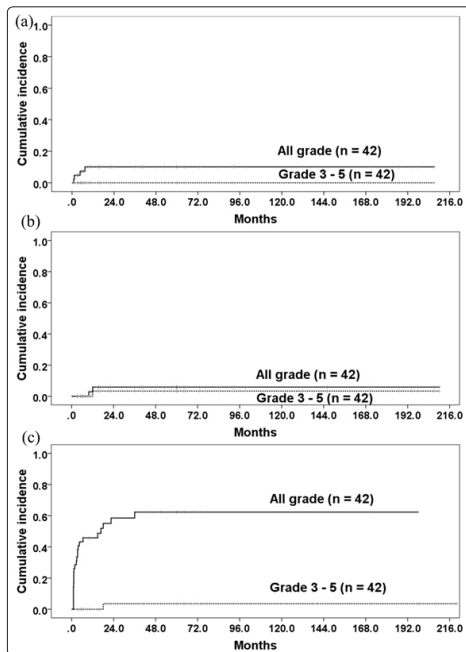 (a)
1.0
0.8
0.6
0.4
0.2
0.0
Cumulative incidence
All grade (n = 42)
Grade 3 - 5 (n = 42)
.0 24.0 48.0 72.0 96.0 120.0 144.0 168.0 192.0 216.0
Months
(b)
1.0
0.8
0.6
0.4
0.2
0.0
Cumulative incidence
All grade (n = 42)
Grade 3 - 5 (n = 42)
.0 24.0 48.0 72.0 96.0 120.0 144.0 168.0 192.0 216.0
Months
(c)
1.0
0.8
0.6
0.4
0.2
0.0
Cumulative incidence
All grade (n = 42)
Grade 3 - 5 (n = 42)
.0 24.0 48.0 72.0 96.0 120.0 144.0 168.0 192.0 216.0
Months